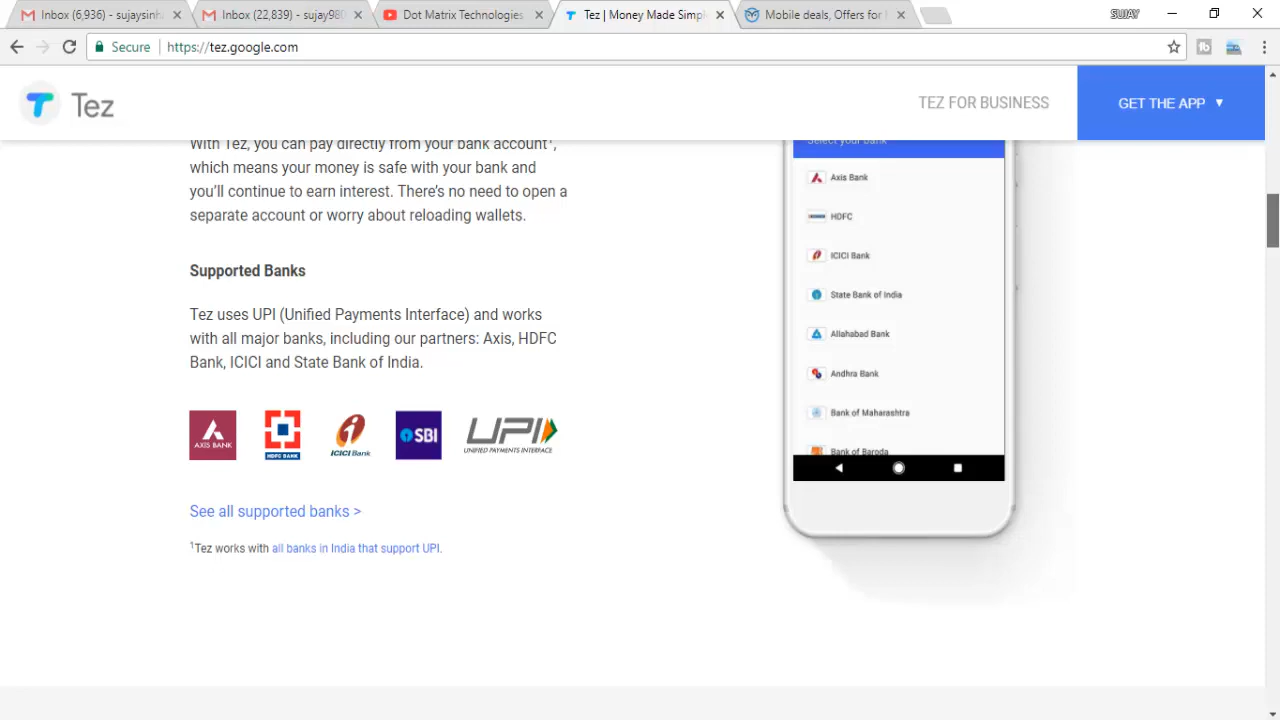 Inbox (6,936) - sujaysink
Inbox (22,839) - sujay980
Dot Matrix Technologies
Tez | Money Made Simpl
Mobile deals, Offers for
SUJAY
Secure
https://tez.google.com
Tez
TEZ FOR BUSINESS
GET THE APP ▼
With Tez, you can pay directly from your bank account¹,
which means your money is safe with your bank and
you'll continue to earn interest. There's no need to open a
separate account or worry about reloading wallets.
Supported Banks
Tez uses UPI (Unified Payments Interface) and works
with all major banks, including our partners: Axis, HDFC
Bank, ICICI and State Bank of India.
AXIS BANK
HDFC BANK
ICICI Bank
SBI
UPI
UNIFIED PAYMENTS INTERFACE
See all supported banks >
¹Tez works with all banks in India that support UPI.
Select your bank
Axis Bank
HDFC
ICICI Bank
State Bank of India
Allahabad Bank
Andhra Bank
Bank of Maharashtra
Bank of Baroda